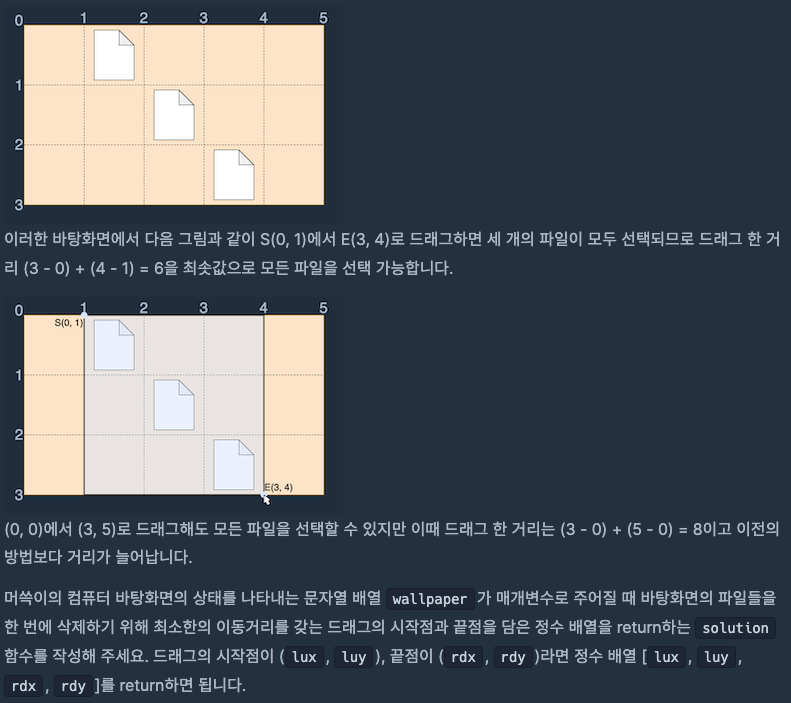 0 1 2 3 4 5
1
2
3
이러한 바탕화면에서 다음 그림과 같이 S(0, 1)에서 E(3, 4)로 드래그하면 세 개의 파일이 모두 선택되므로 드래그 한 거
리 (3 - 0) + (4 - 1) = 6을 최솟값으로 모든 파일을 선택 가능합니다.
0 1 2 3 4 5
S(0, 1)
1
2
E(3, 4)
3
(0, 0)에서 (3, 5)로 드래그해도 모든 파일을 선택할 수 있지만 이때 드래그 한 거리는 (3 - 0) + (5 - 0) = 8이고 이전의
방법보다 거리가 늘어납니다.
머쓱이의 컴퓨터 바탕화면의 상태를 나타내는 문자열 배열 wallpaper 가 매개변수로 주어질 때 바탕화면의 파일들을
한 번에 삭제하기 위해 최소한의 이동거리를 갖는 드래그의 시작점과 끝점을 담은 정수 배열을 return하는 solution
함수를 작성해 주세요. 드래그의 시작점이 ( lux , luy ), 끝점이 ( rdx , rdy )라면 정수 배열 [ lux , luy ,
rdx , rdy ]를 return하면 됩니다.